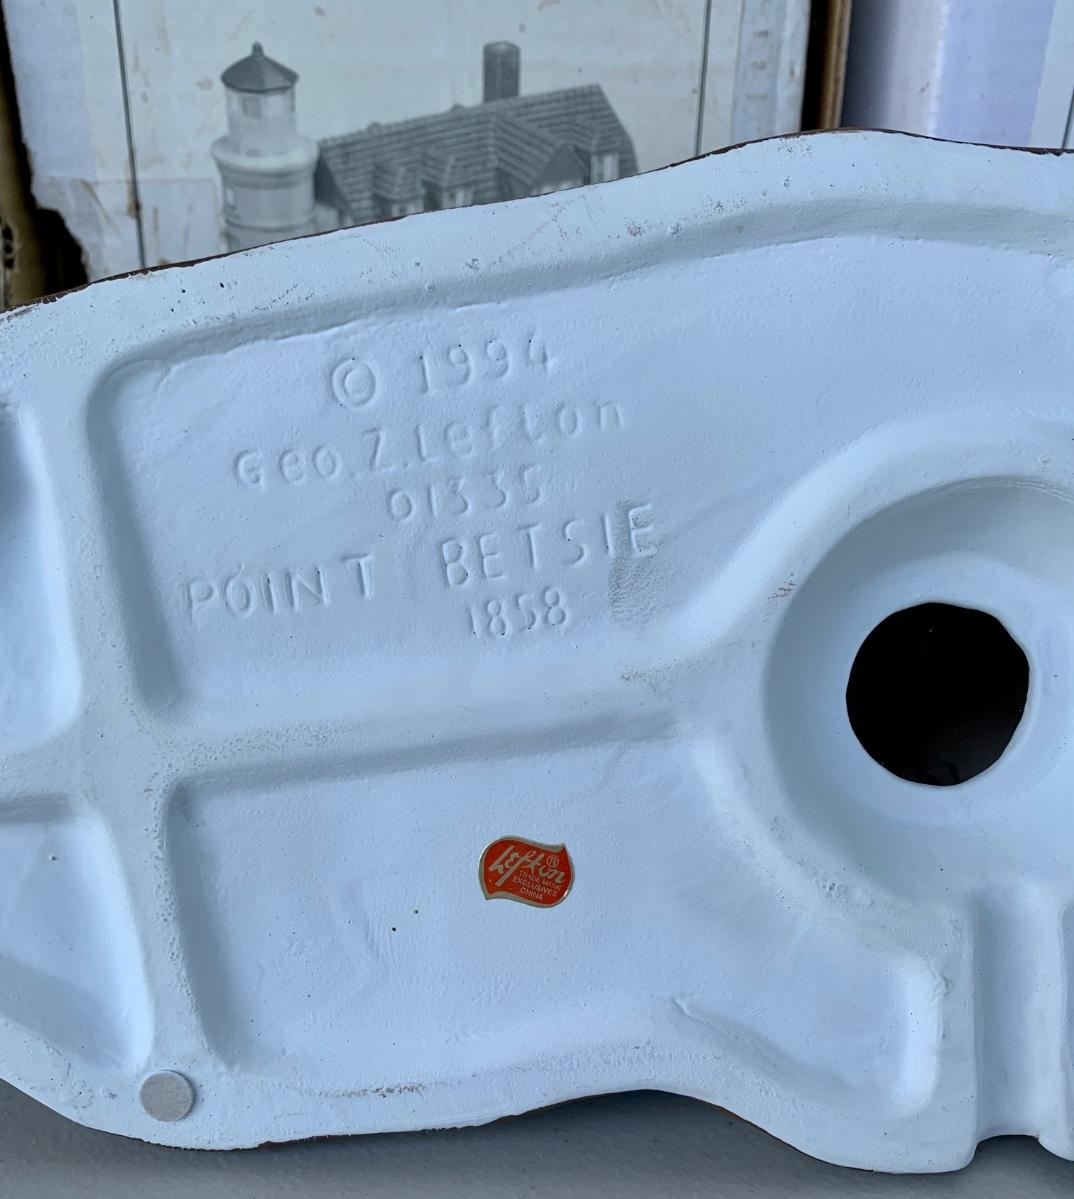 © 1994
Geo. Z. Lefton
01335
POINT BETSIE
1858
Lefton®
TRADE MARK
EXCLUSIVES
CHINA